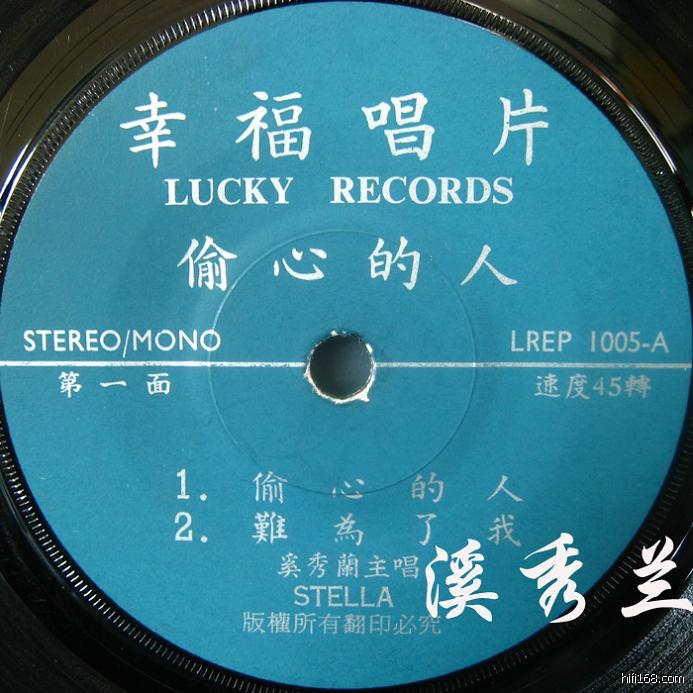 幸福唱片
LUCKY RECORDS
偷心的人
STEREO/MONO
LREP 1005-A
第一面
速度45轉
1. 偷心的人
2. 難為了我
奚秀蘭主唱
溪秀兰
STELLA
版權所有翻印必究
hifi168.com